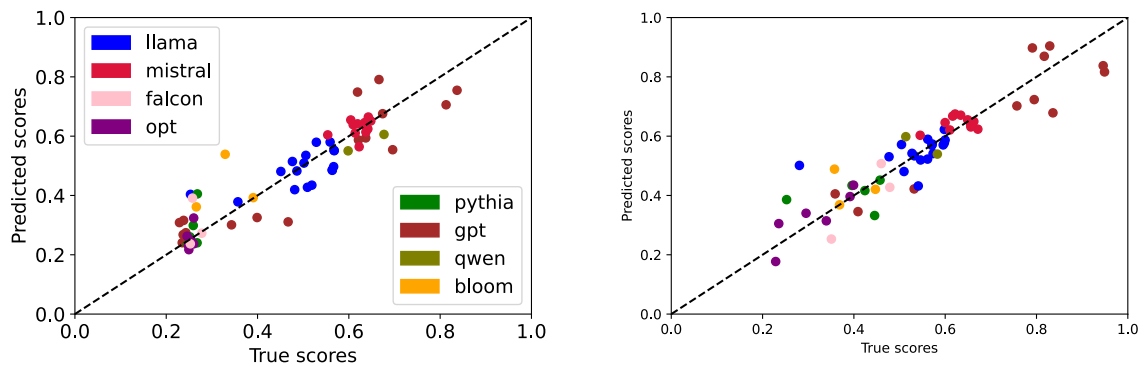 1.0
0.8
0.6
0.4
0.2
0.0
Predicted scores
llama
mistral
falcon
opt
pythia
gpt
qwen
bloom
0.0 0.2 0.4 0.6 0.8 1.0
True scores
1.0
0.8
0.6
0.4
0.2
0.0
Predicted scores
0.0 0.2 0.4 0.6 0.8 1.0
True scores